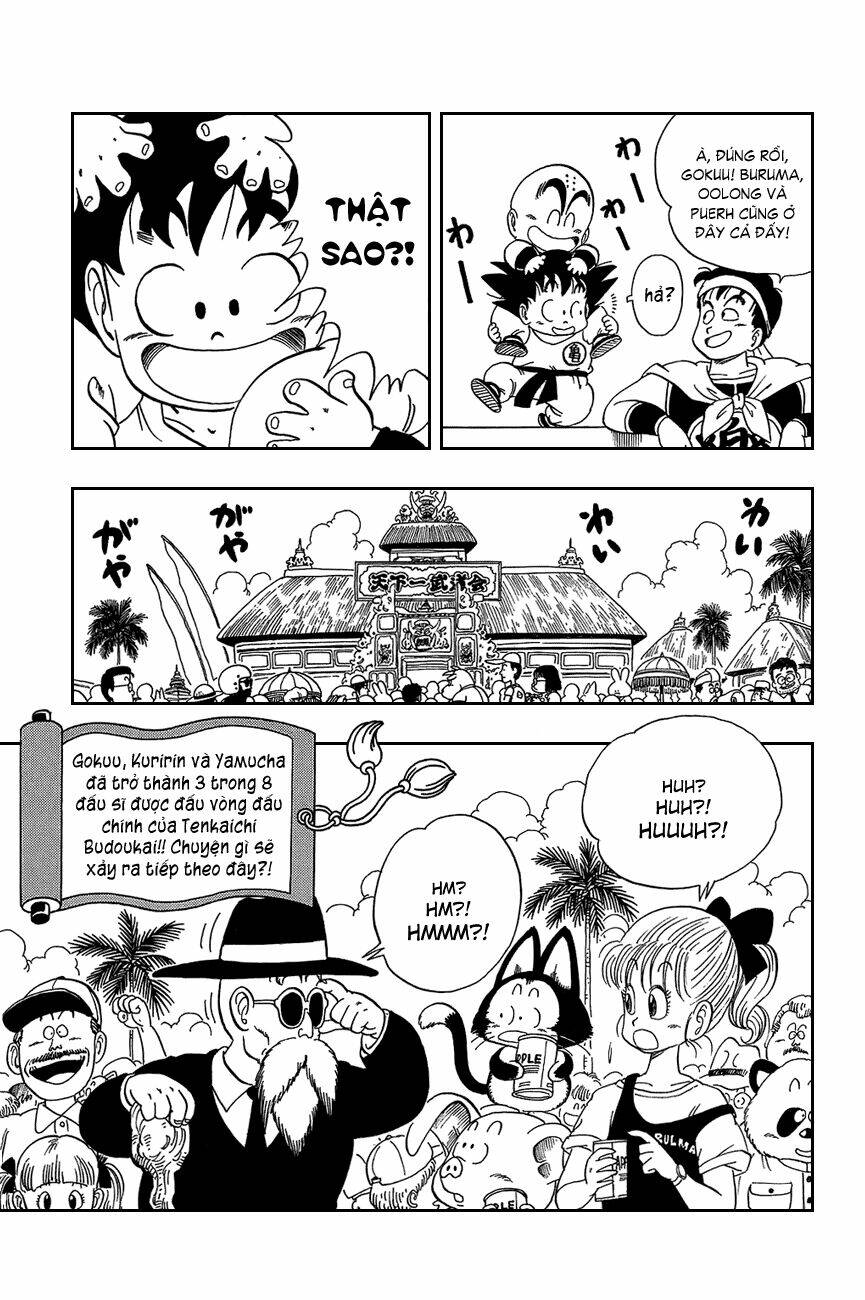 À, ĐÚNG RỒI,
GOKUU! BURUMA,
OOLONG VÀ
PUERH CŨNG Ở
ĐÂY CẢ ĐẤY!
わーわー
わー
hả?
THẬT
SAO?!
わい
わい
がや
がや
天下一武道会
Gokuu, Kuririn và Yamucha
đã trở thành 3 trong 8
đấu sĩ được đấu vòng đấu
chính của Tenkaichi
Budoukai!! Chuyện gì sẽ
xảy ra tiếp theo đây?!
HUH?
HUH?!
HUUUH?!
HM?
HM?!
HMMM?!
PPLE
BULMA
APP